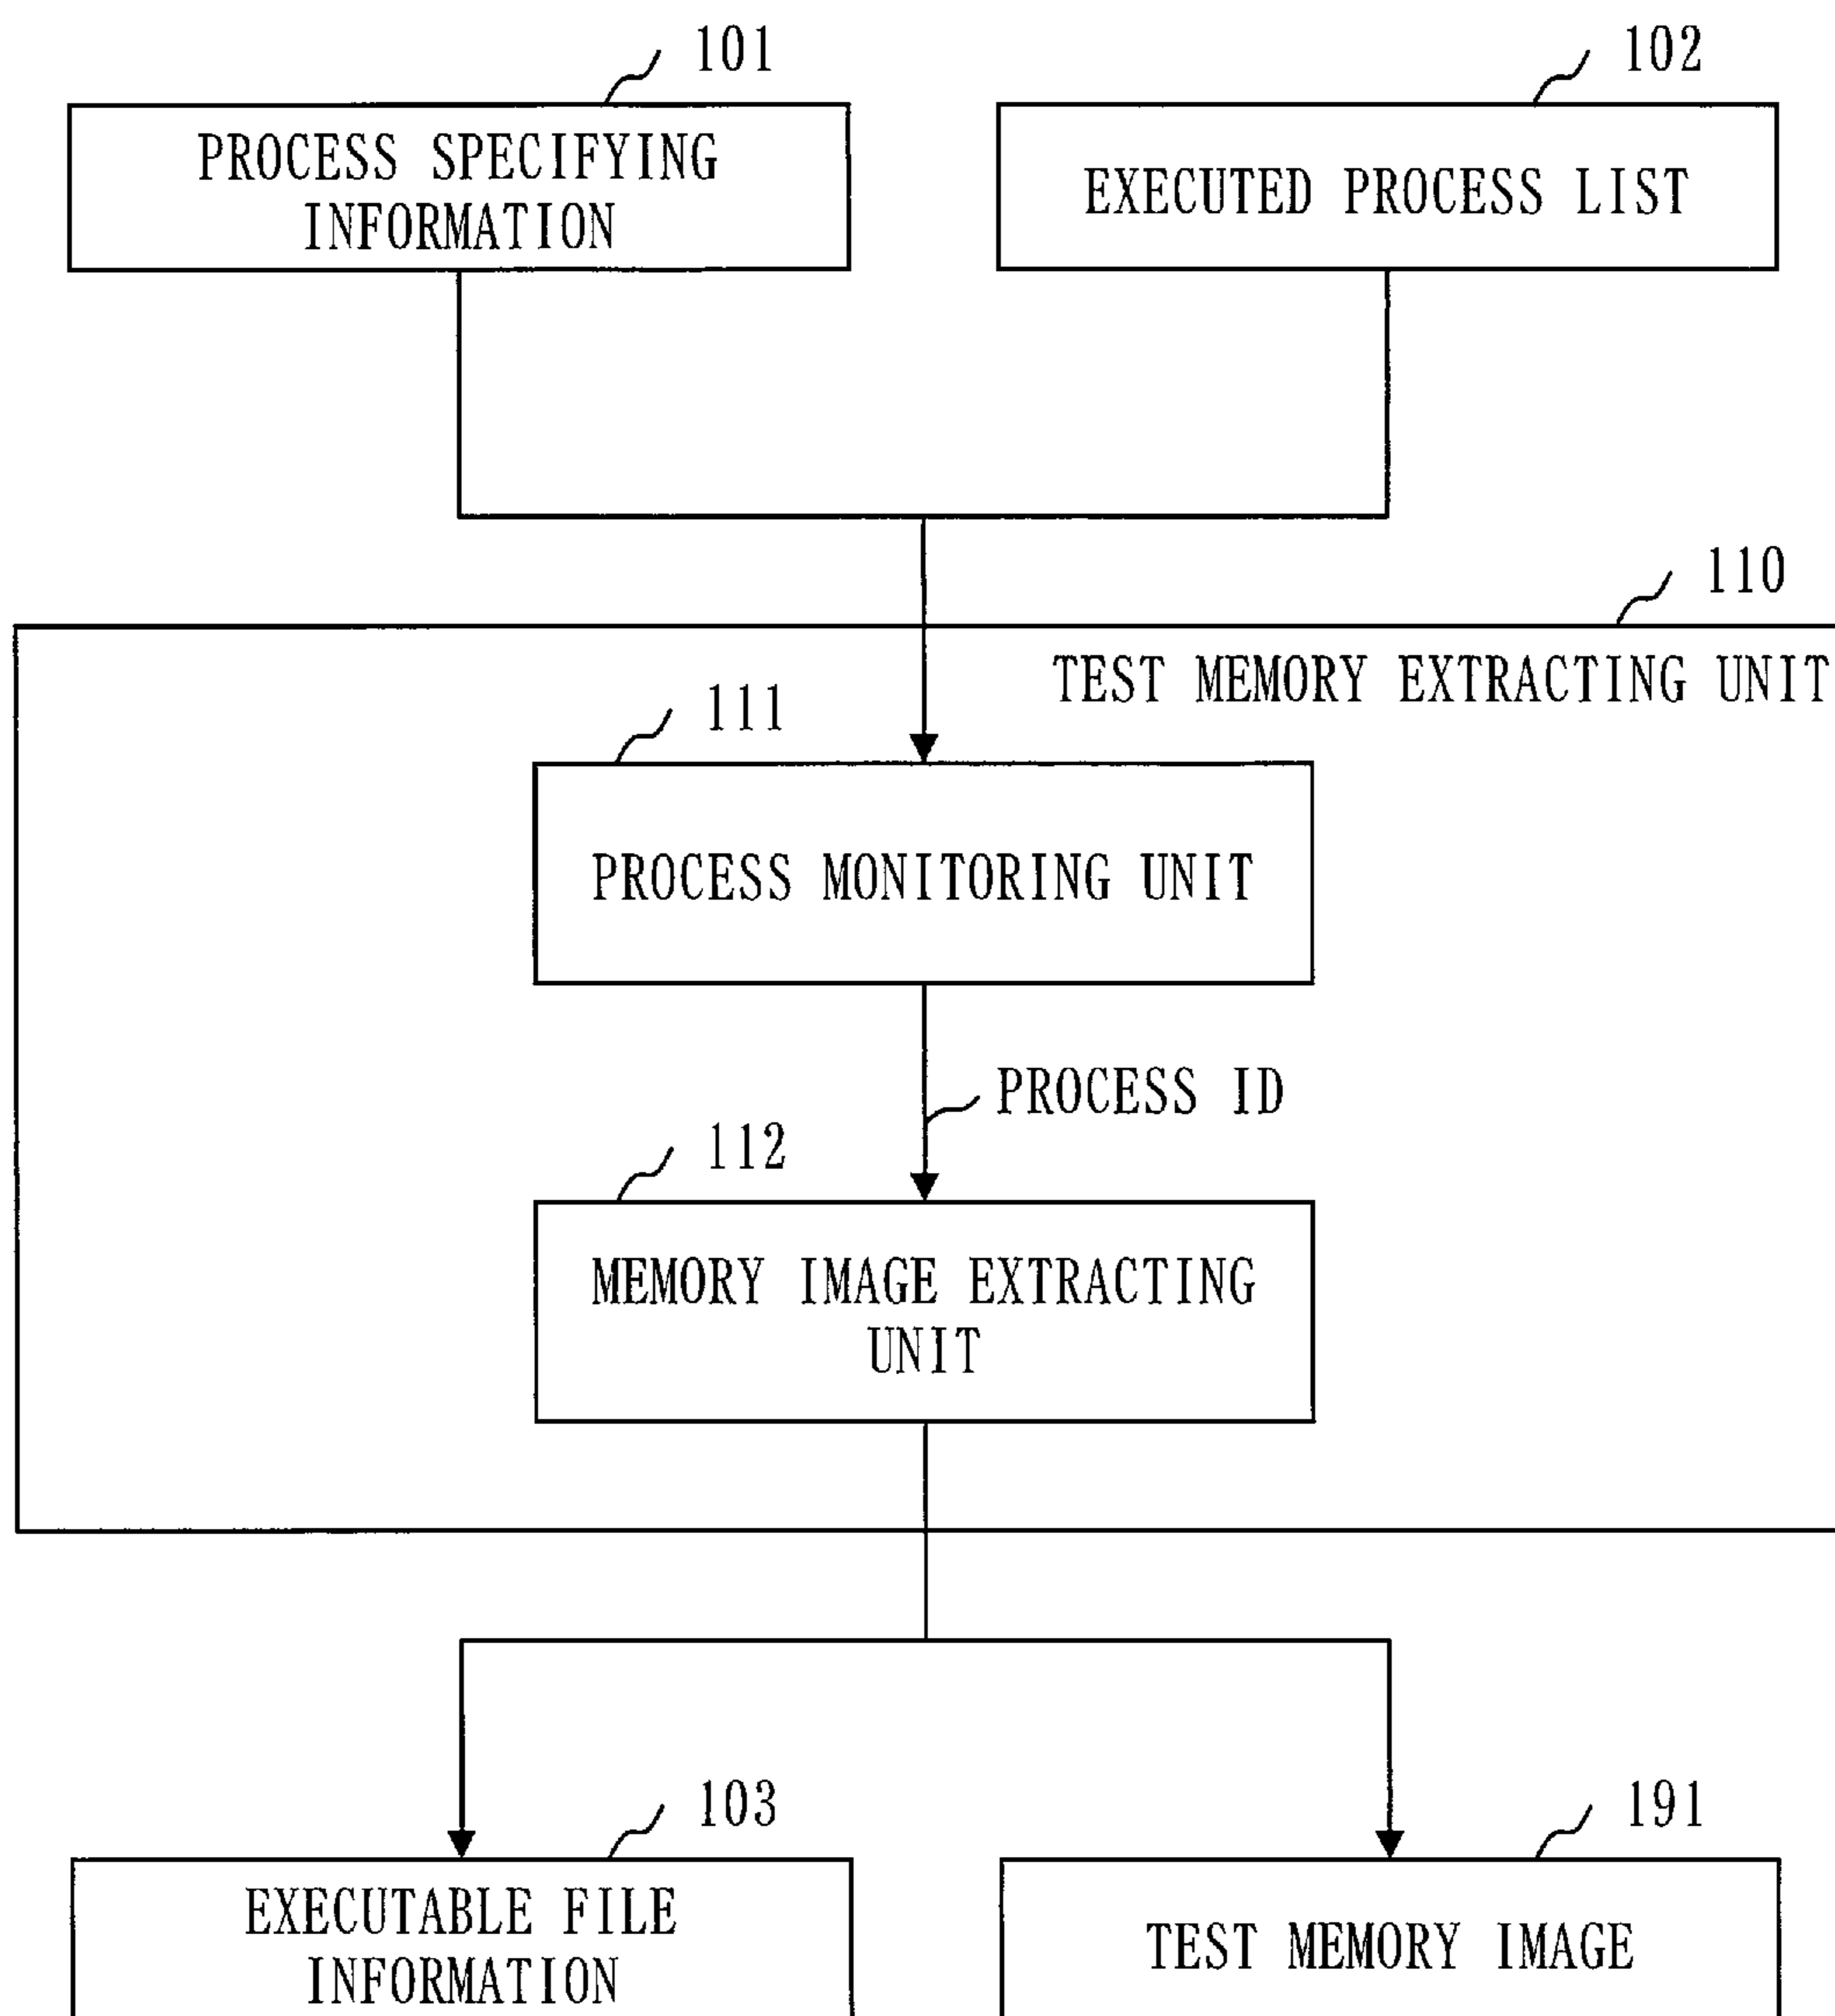 101
102
PROCESS SPECIFYING
INFORMATION
EXECUTED PROCESS LIST
110
TEST MEMORY EXTRACTING UNIT
111
PROCESS MONITORING UNIT
PROCESS ID
112
MEMORY IMAGE EXTRACTING
UNIT
103
191
EXECUTABLE FILE
INFORMATION
TEST MEMORY IMAGE